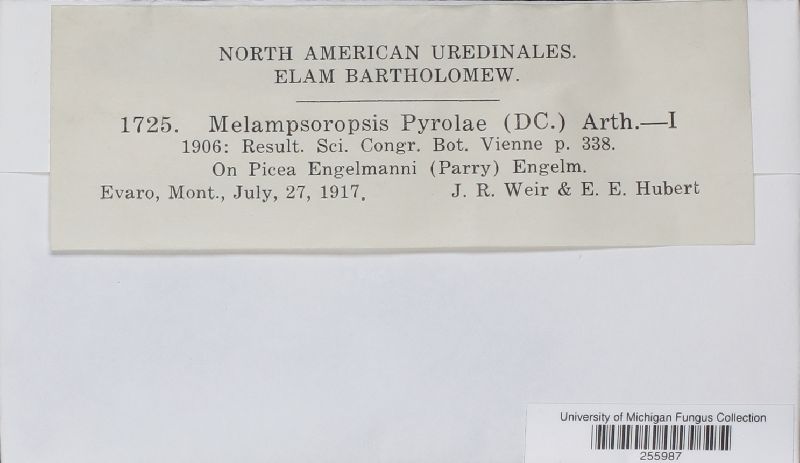 NORTH AMERICAN UREDINALES.
ELAM BARTHOLOMEW.
1725. Melampsoropsis Pyrolae (DC.) Arth.—I
1906: Result. Sci. Congr. Bot. Vienne p. 338.
On Picea Engelmanni (Parry) Engelm.
Evaro, Mont., July, 27, 1917. J. R. Weir & E. E. Hubert
University of Michigan Fungus Collection
255987